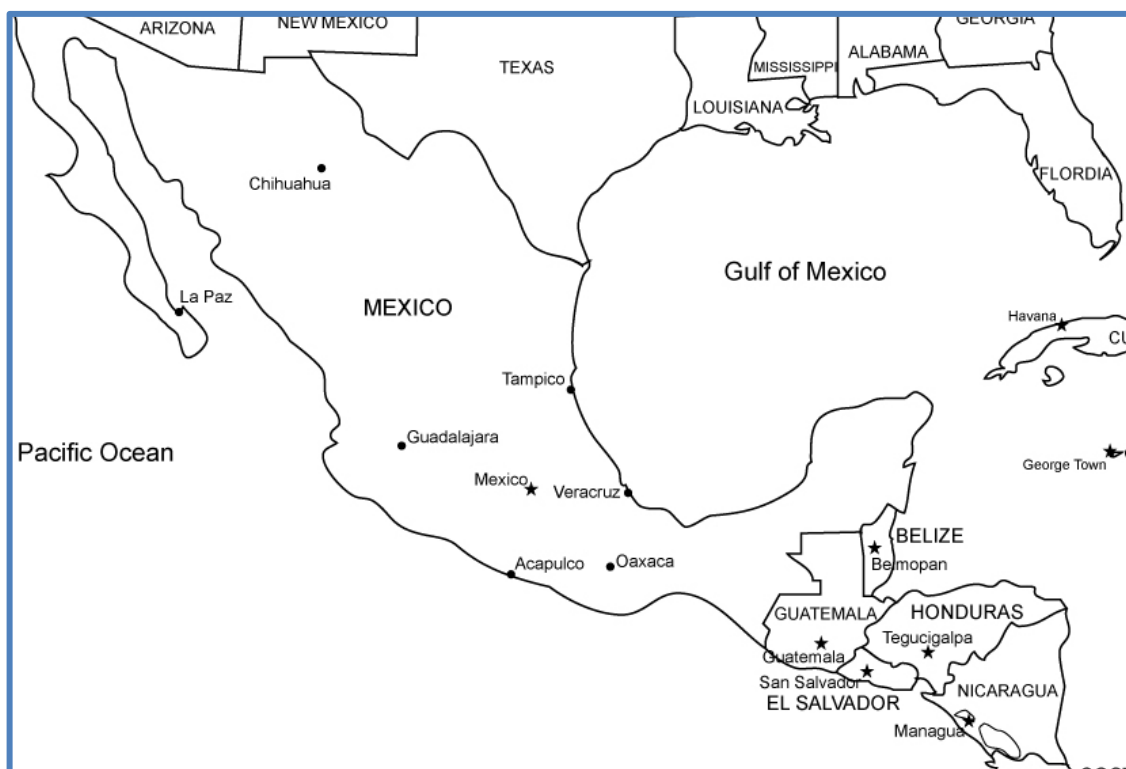 GEORGIA
NEW MEXICO
ARIZONA
ALABAMA
TEXAS
MISSISSIPPI
LOUISIANA
FLORDIA
Chihuahua
Gulf of Mexico
La Paz
MEXICO
Havana
CU
Tampico
Guadalajara
Pacific Ocean
George Town
Mexico
Veracruz
BELIZE
Belmopan
Acapulco
Oaxaca
GUATEMALA
HONDURAS
Tegucigalpa
Guatemala
San Salvador
NICARAGUA
EL SALVADOR
Managua